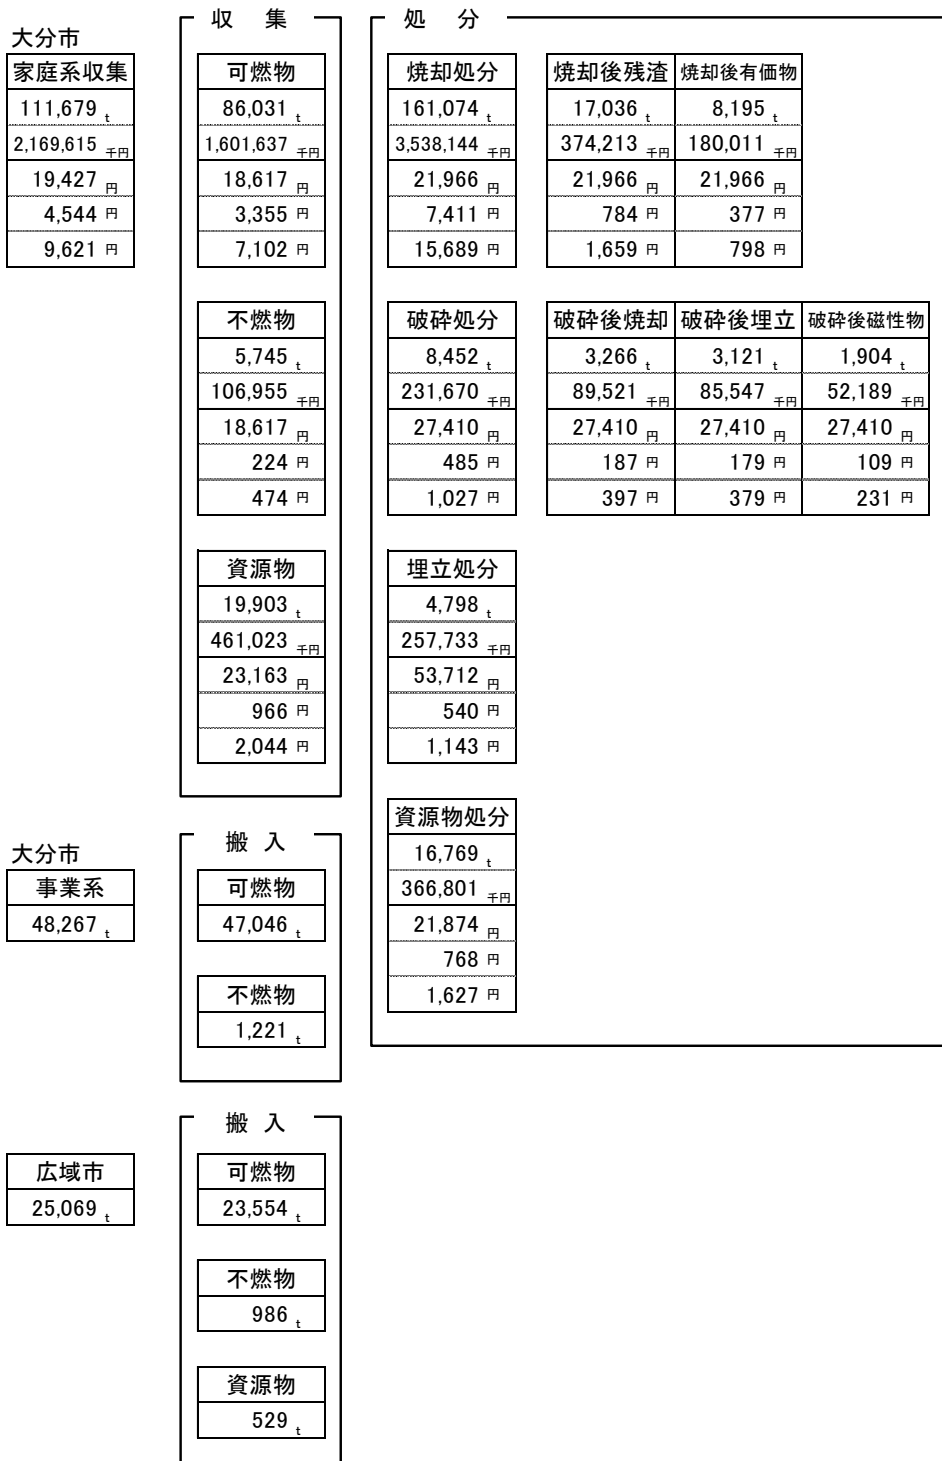 収 集
処 分
大分市
家庭系収集
111,679 t
2,169,615 千円
19,427 円
4,544 円
9,621 円
可燃物
86,031 t
1,601,637 千円
18,617 円
3,355 円
7,102 円
焼却処分
161,074 t
3,538,144 千円
21,966 円
7,411 円
15,689 円
焼却後残渣 焼却後有価物
17,036 t 8,195 t
374,213 千円 180,011 千円
21,966 円 21,966 円
784 円 377 円
1,659 円 798 円
不燃物
5,745 t
106,955 千円
18,617 円
224 円
474 円
破砕処分
8,452 t
231,670 千円
27,410 円
485 円
1,027 円
破砕後焼却 破砕後埋立 破砕後磁性物
3,266 t 3,121 t 1,904 t
89,521 千円 85,547 千円 52,189 千円
27,410 円 27,410 円 27,410 円
187 円 179 円 109 円
397 円 379 円 231 円
資源物
19,903 t
461,023 千円
23,163 円
966 円
2,044 円
埋立処分
4,798 t
257,733 千円
53,712 円
540 円
1,143 円
資源物処分
16,769 t
366,801 千円
21,874 円
768 円
1,627 円
搬 入
大分市
事業系
48,267 t
可燃物
47,046 t
不燃物
1,221 t
搬 入
広域市
25,069 t
可燃物
23,554 t
不燃物
986 t
資源物
529 t